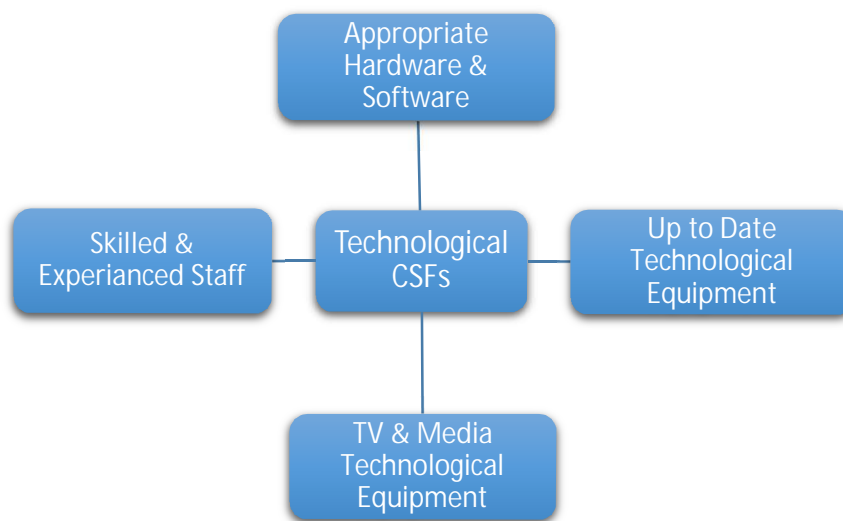 Appropriate
Hardware &
Software
Skilled &
Experianced Staff
Technological
CSFs
Up to Date
Technological
Equipment
TV & Media
Technological
Equipment